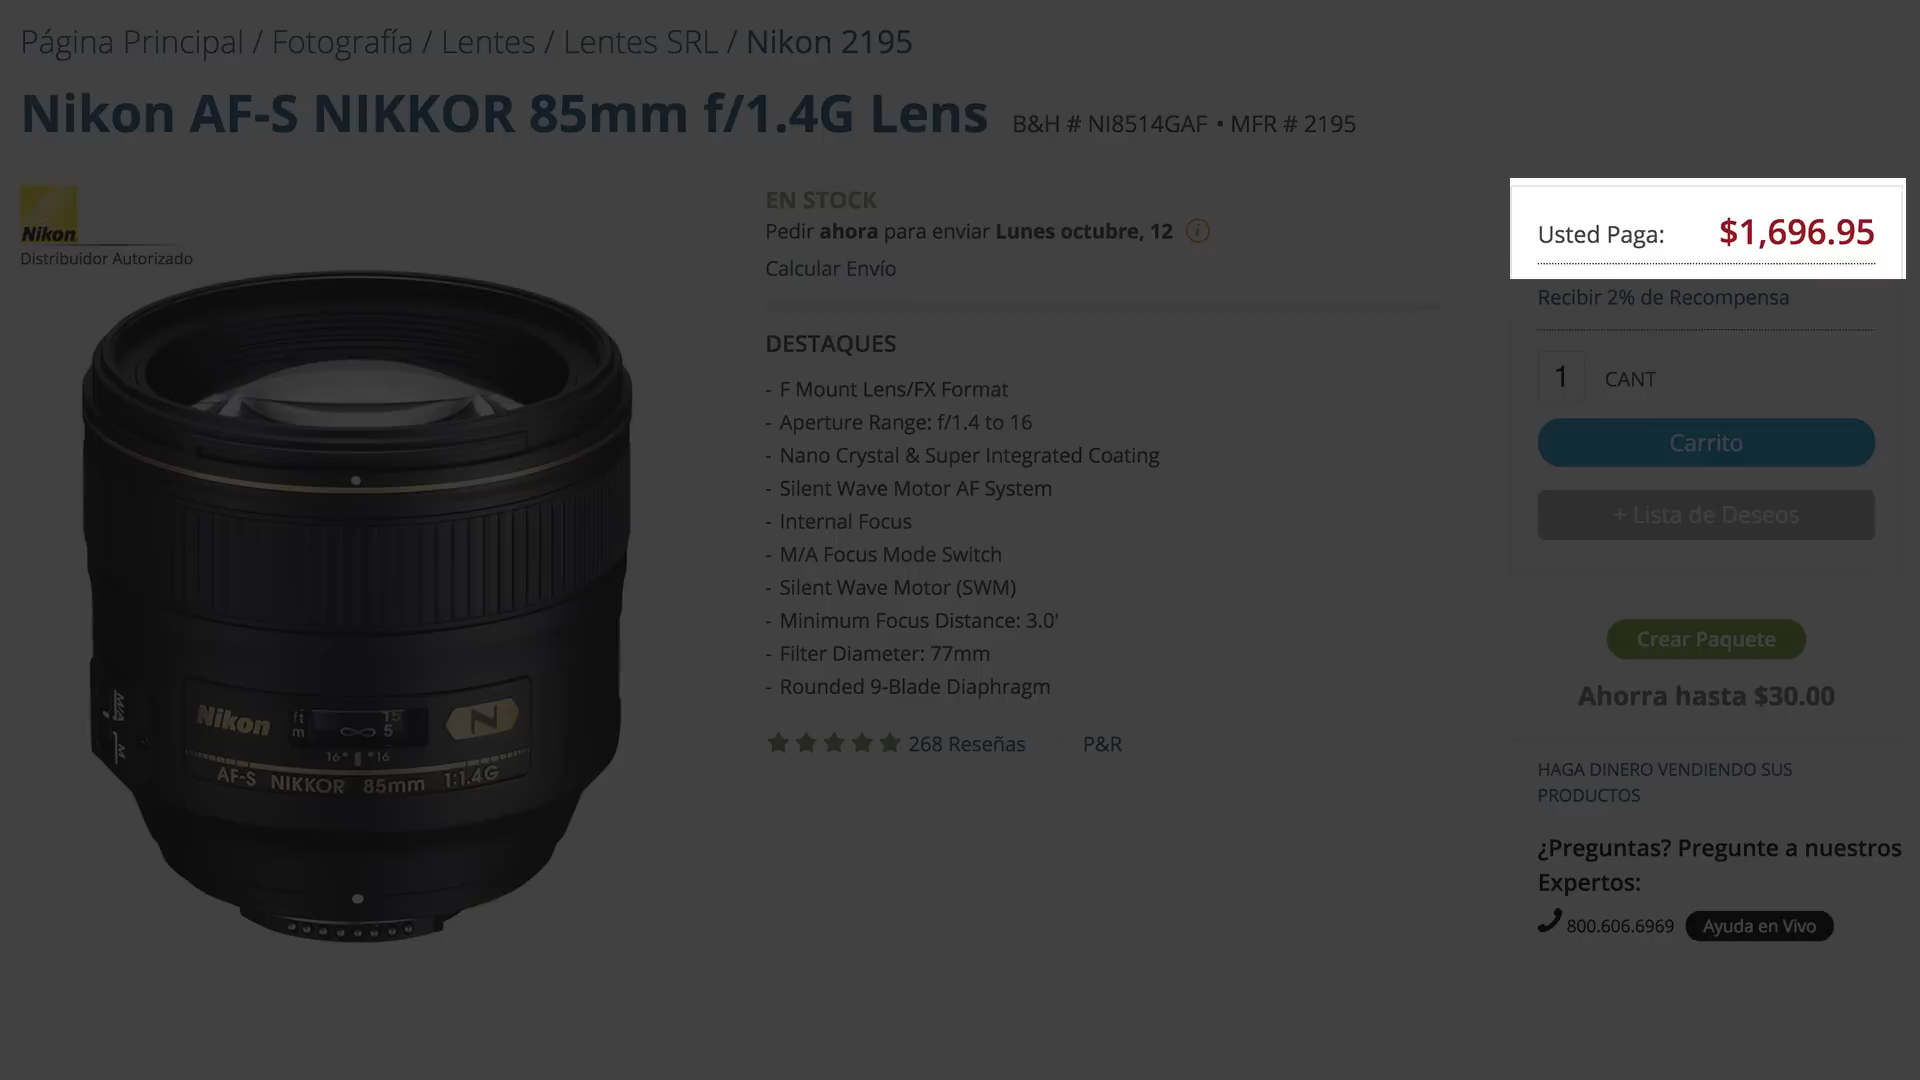 Página Principal / Fotografía / Lentes / Lentes SRL / Nikon 2195
Nikon AF-S NIKKOR 85mm f/1.4G Lens B&H # NI8514GAF • MFR # 2195
Nikon
Distribuidor Autorizado
EN STOCK
Pedir ahora para enviar Lunes octubre, 12 i
Calcular Envío
DESTAQUES
- F Mount Lens/FX Format
- Aperture Range: f/1.4 to 16
- Nano Crystal & Super Integrated Coating
- Silent Wave Motor AF System
- Internal Focus
- M/A Focus Mode Switch
- Silent Wave Motor (SWM)
- Minimum Focus Distance: 3.0'
- Filter Diameter: 77mm
- Rounded 9-Blade Diaphragm
268 Reseñas P&R
Usted Paga: $1,696.95
Recibir 2% de Recompensa
1 CANT
Carrito
+ Lista de Deseos
Crear Paquete
Ahorra hasta $30.00
HAGA DINERO VENDIENDO SUS
PRODUCTOS
¿Preguntas? Pregunte a nuestros
Expertos:
800.606.6969 Ayuda en Vivo
M/A
M
Nikon
ft 15
m ∞ 5
N
16 16
AF-S NIKKOR 85mm 1:1.4G